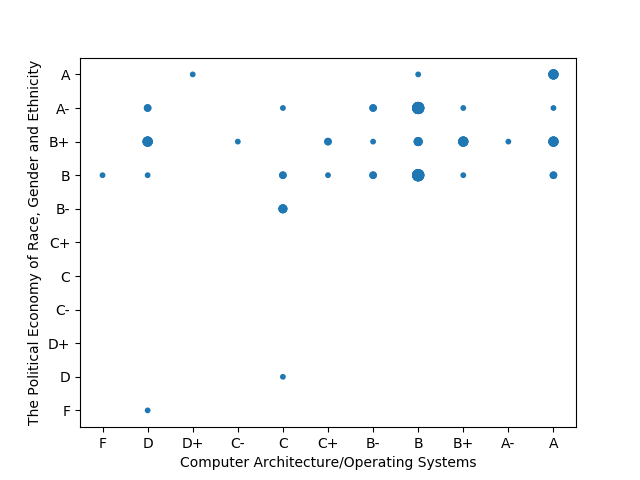 The Political Economy of Race, Gender and Ethnicity
A
A-
B+
B
B-
C+
C
C-
D+
D
F
F D D+ C- C C+ B- B B+ A- A
Computer Architecture/Operating Systems